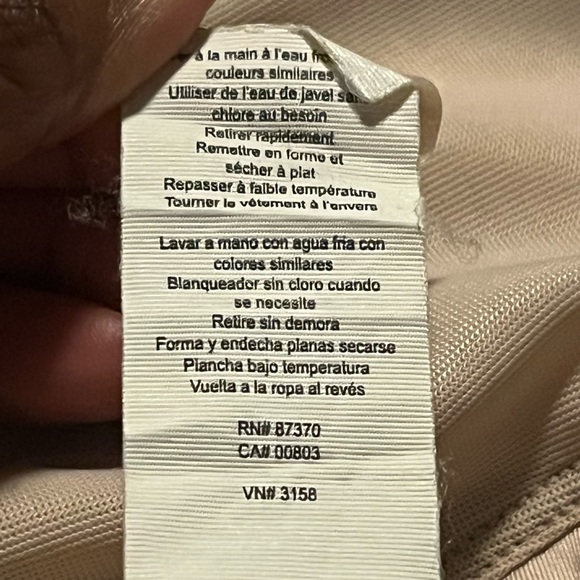 à la main à l'eau
couleurs similaires
Utiliser de l'eau de javel
chlore au besoin
Retirer rapidement
Remettre en forme et
sécher à plat
Repasser à faible température
Tourner le vêtement à l'envers
Lavar a mano con agua fria con
colores similares
Blanqueador sin cloro cuando
se necesite
Retire sin demora
Forma y endecha planas secarse
Plancha bajo temperatura
Vuelta a la ropa al revés
RN# 87370
CA# 00803
VN# 3158